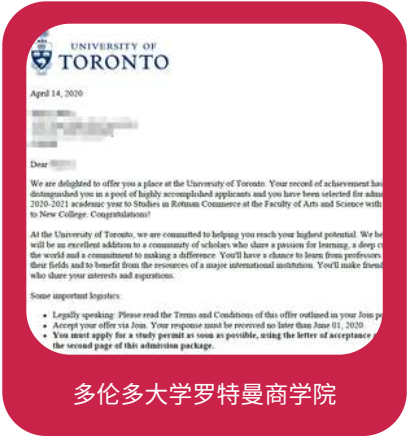 UNIVERSITY OF
TORONTO
April 14, 2020
Dear
We are delighted to offer you a place at the University of Toronto. Your record of achievement has
distinguished you in a pool of highly accomplished applicants and you have been selected for
2020-2021 academic year to Studies in Rotman Commerce at the Faculty of Arts and Science with
to New College. Congratulations!
At the University of Toronto, we are committed to helping you reach your highest potential. We
will be an excellent addition to a community of scholars who share a passion for learning, a deep
the world and a commitment to making a difference. You'll have a chance to learn from professors
their fields and to benefit from the resources of a major international institution. You'll make
who share your interests and aspirations.
Some important logistics:
• Legally speaking: Please read the Terms and Conditions of this offer outlined in your Join
• Accept your offer via Join. Your response must be received no later than June 01, 2020.
• You must apply for a study permit as soon as possible, using the letter of acceptance
the second page of this admission package.
多伦多大学罗特曼商学院